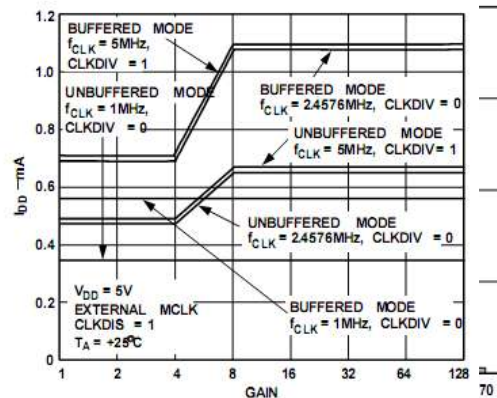 BUFFERED MODE
fCLK = 5MHz,
CLKDIV = 1
UNBUFFERED MODE
fCLK = 1MHz,
CLKDIV = 0
BUFFERED MODE
fCLK = 2.4576MHz, CLKDIV = 0
UNBUFFERED MODE
fCLK = 5MHz, CLKDIV = 1
UNBUFFERED MODE
fCLK = 2.4576MHz, CLKDIV = 0
BUFFERED MODE
fCLK = 1MHz, CLKDIV = 0
VDD = 5V
EXTERNAL MCLK
CLKDIS = 1
TA = +25°C
IDD –mA
1.2
1.0
0.8
0.6
0.4
0.2
0
1 2 4 8 16 32 64 128
GAIN
70